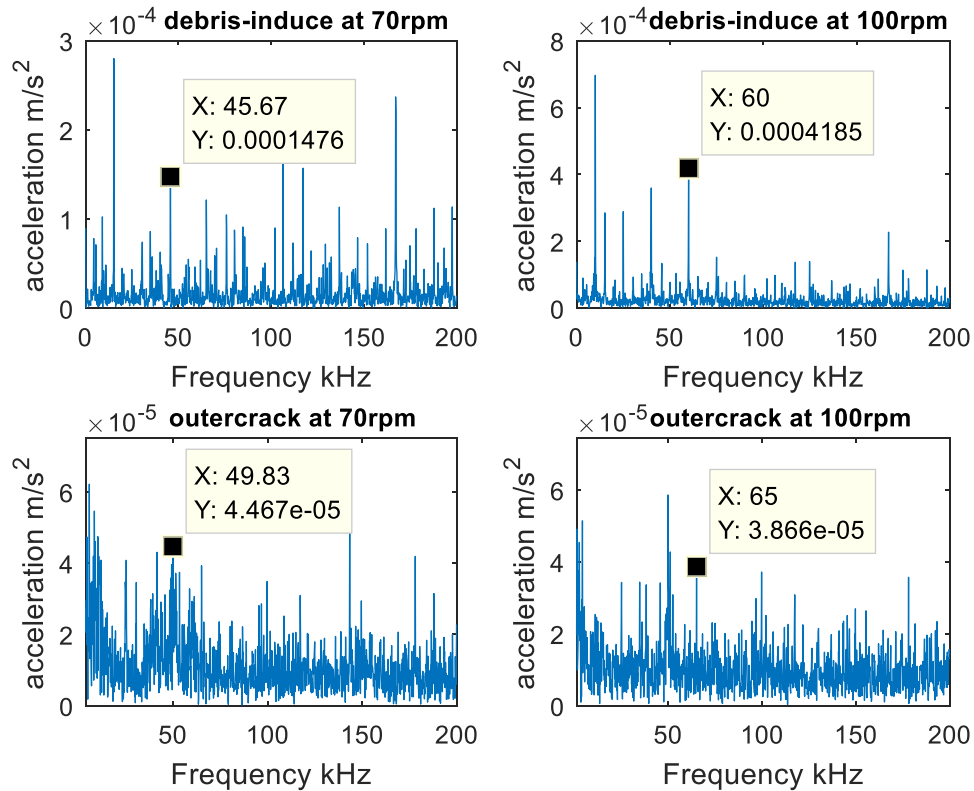 ×10⁻⁴ debris-induce at 70rpm
3
2
1
0
acceleration m/s²
X: 45.67
Y: 0.0001476
0 50 100 150 200
Frequency kHz
×10⁻⁴ debris-induce at 100rpm
8
6
4
2
0
acceleration m/s²
X: 60
Y: 0.0004185
0 50 100 150 200
Frequency kHz
×10⁻⁵ outercrack at 70rpm
6
4
2
0
acceleration m/s²
X: 49.83
Y: 4.467e-05
50 100 150 200
Frequency kHz
×10⁻⁵ outercrack at 100rpm
6
4
2
0
acceleration m/s²
X: 65
Y: 3.866e-05
50 100 150 200
Frequency kHz